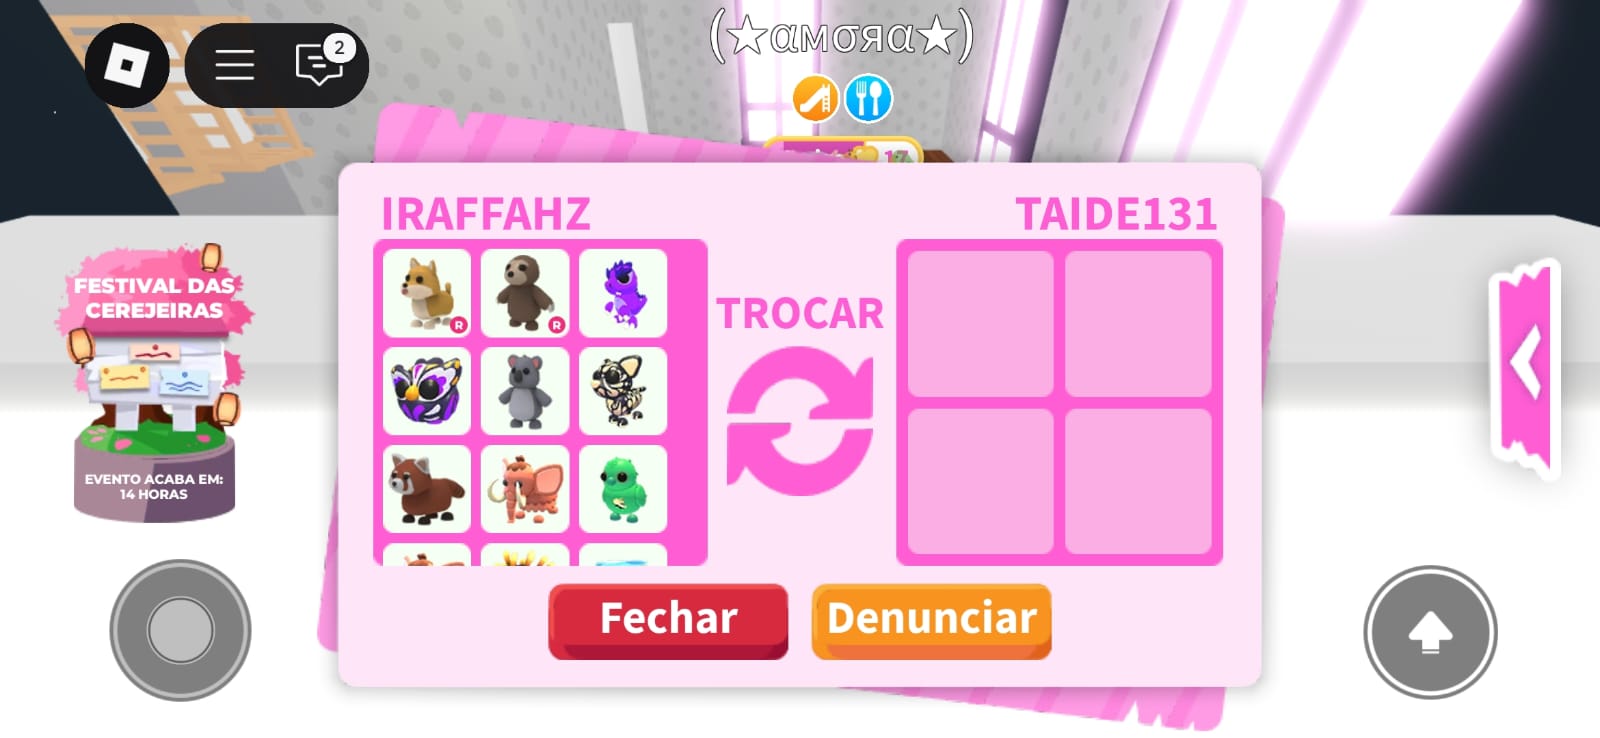 2
(★αмσяα★)
IRAFFAHZ
TAIDE131
FESTIVAL DAS
CEREJEIRAS
R
R
TROCAR
EVENTO ACABA EM:
14 HORAS
Fechar
Denunciar